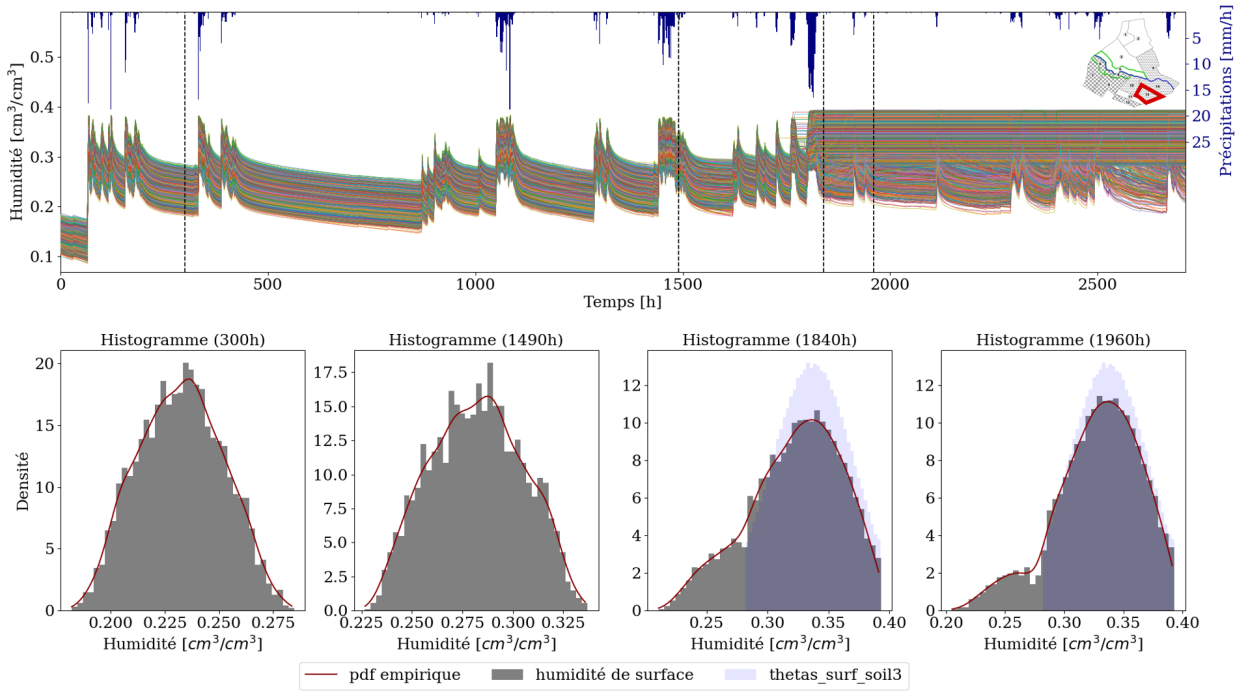 0.5
0.4
0.3
0.2
0.1
Humidité [cm³/cm³]
5
10
15
20
25
Précipitations [mm/h]
0 500 1000 1500 2000 2500
Temps [h]
Histogramme (300h)
20
15
10
5
0
Densité
0.200 0.225 0.250 0.275
Humidité [cm³/cm³]
Histogramme (1490h)
17.5
15.0
12.5
10.0
7.5
5.0
2.5
0.0
0.225 0.250 0.275 0.300 0.325
Humidité [cm³/cm³]
Histogramme (1840h)
12
10
8
6
4
2
0
0.25 0.30 0.35 0.40
Humidité [cm³/cm³]
Histogramme (1960h)
12
10
8
6
4
2
0
0.20 0.25 0.30 0.35 0.40
Humidité [cm³/cm³]
pdf empirique humidité de surface thetas_surf_soil3